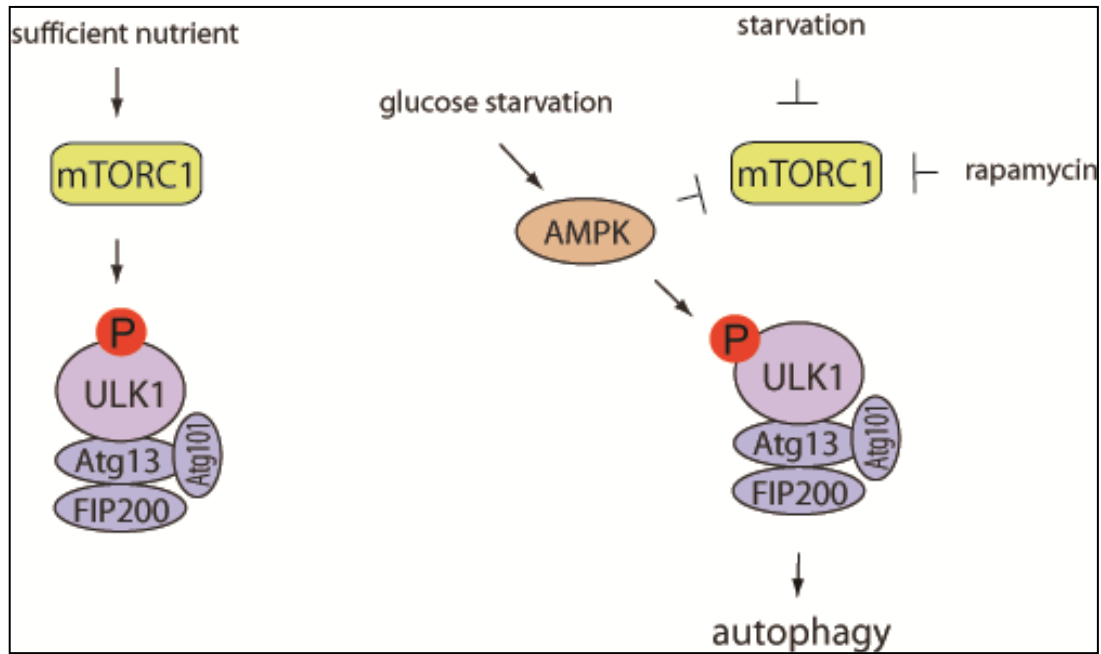 sufficient nutrient
mTORC1
P
ULK1
Atg13
Atg101
FIP200
starvation
glucose starvation
mTORC1
rapamycin
AMPK
P
ULK1
Atg13
Atg101
FIP200
autophagy